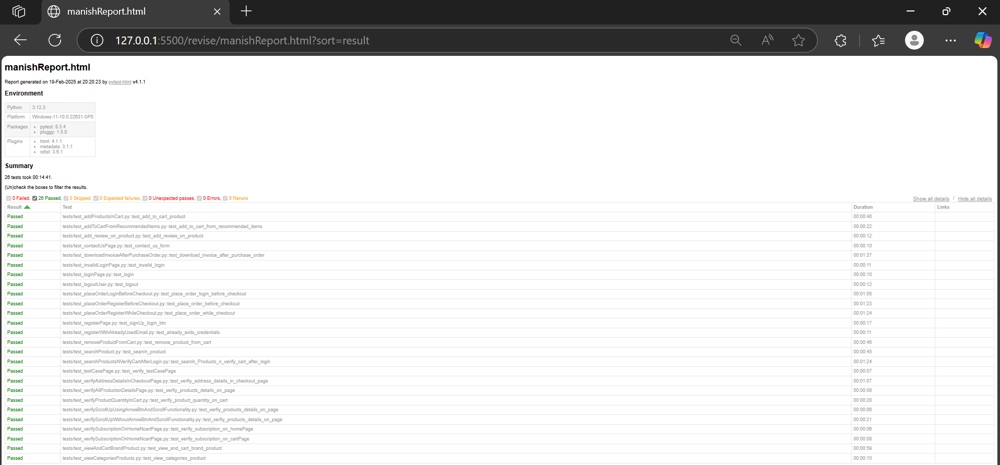 manishReport.html
127.0.0.1:5500/revise/manishReport.html?sort=result
manishReport.html
Report generated on 19-Feb-2025 at 20:20:23 by pytest-html v4.1.1
Environment
Python 3.12.3
Platform Windows-11-10.0.22631-SP0
Packages
pytest: 8.3.4
pluggy: 1.5.0
Plugins
html: 4.1.1
metadata: 3.1.1
xdist: 3.6.1
Summary
26 tests took 00:14:41.
(Un)check the boxes to filter the results.
0 Failed, 26 Passed, 0 Skipped, 0 Expected failures, 0 Unexpected passes, 0 Errors, 0 Reruns Show all details / Hide all details
Result Test Duration Links
Passed tests/test_addProductsInCart.py::test_add_to_cart_product 00:00:48
Passed tests/test_addToCartFromRecommendedItems.py::test_add_to_cart_from_recommended_items 00:00:22
Passed tests/test_add_review_on_product.py::test_add_review_on_product 00:00:12
Passed tests/test_contactUsPage.py::test_contact_us_form 00:00:10
Passed tests/test_downloadInvoiceAfterPurchaseOrder.py::test_download_invoice_after_purchase_order 00:01:37
Passed tests/test_invalidLoginPage.py::test_invalid_login 00:00:11
Passed tests/test_loginPage.py::test_login 00:00:10
Passed tests/test_logoutUser.py::test_logout 00:00:12
Passed tests/test_placeOrderLoginBeforeCheckout.py::test_place_order_login_before_checkout 00:01:08
Passed tests/test_placeOrderRegisterBeforeCheckout.py::test_place_order_before_checkout 00:01:23
Passed tests/test_placeOrderRegisterWhileCheckout.py::test_place_order_while_checkout 00:01:24
Passed tests/test_registerPage.py::test_signUp_login_btn 00:00:17
Passed tests/test_registerWithAlreadyUsedEmail.py::test_already_exits_credentials 00:00:11
Passed tests/test_removeProductFromCart.py::test_remove_product_from_cart 00:00:46
Passed tests/test_searchProduct.py::test_search_product 00:00:45
Passed tests/test_searchProductsNVerifyCartAfterLogin.py::test_search_Products_n_verify_cart_after_login 00:01:24
Passed tests/test_testCasePage.py::test_verify_testCasePage 00:00:07
Passed tests/test_verifyAddressDetailsInCheckoutPage.py::test_verfiy_address_details_in_checkout_page 00:01:07
Passed tests/test_verifyAllProductsnDetailsPage.py::test_verfiy_products_details_on_page 00:00:09
Passed tests/test_verifyProductQuantityInCart.py::test_verify_product_quantity_on_cart 00:00:28
Passed tests/test_verifyScrollUpUsingArrowBtnAndScrollFunctionality.py::test_verfiy_products_details_on_page 00:00:06
Passed tests/test_verifyScrollUpWithoutArrowBtnAndScrollFunctionality.py::test_verfiy_products_details_on_page 00:00:21
Passed tests/test_verifySubscriptionOnHomeNcartPage.py::test_verify_subscription_on_homePage 00:00:06
Passed tests/test_verifySubscriptionOnHomeNcartPage.py::test_verify_subscription_on_cartPage 00:00:08
Passed tests/test_viewAndCartBrandProduct.py::test_view_and_cart_brand_product 00:00:59
Passed tests/test_viewCategoriesProducts.py::test_view_categories_product 00:00:10